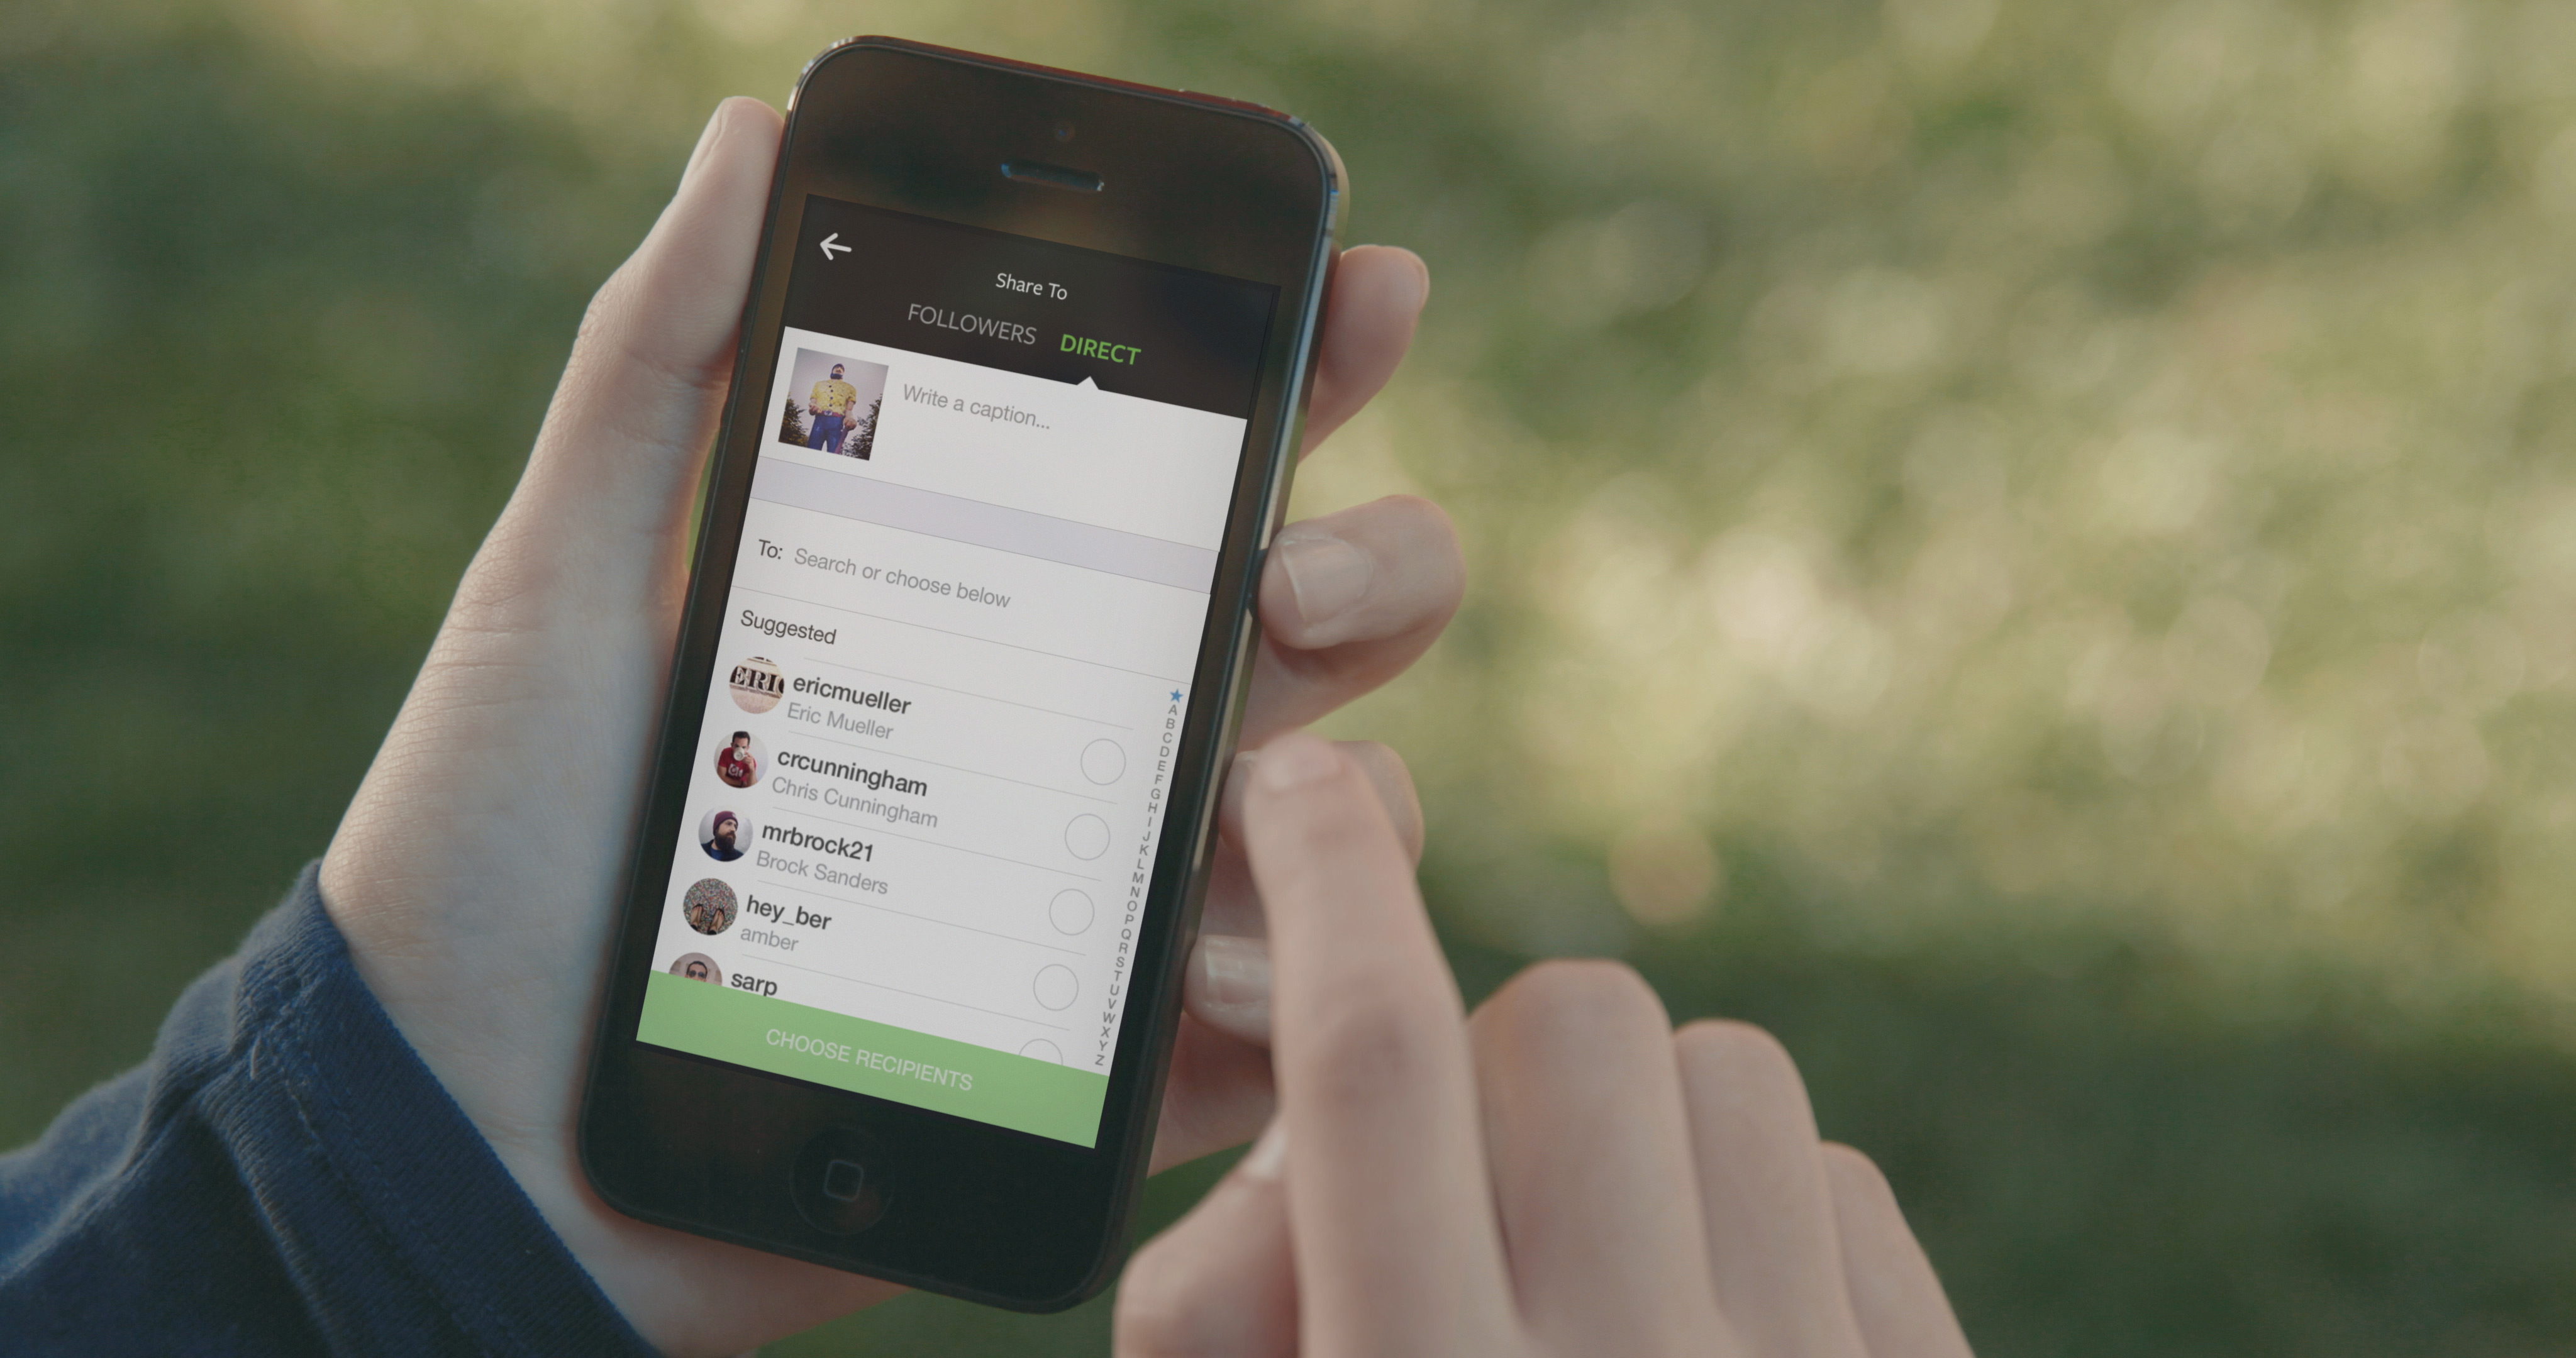 Share To
FOLLOWERS DIRECT
Write a caption...
To: Search or choose below
Suggested
ERIC
ericmueller
Eric Mueller
crcunningham
Chris Cunningham
mrbrock21
Brock Sanders
hey_ber
amber
sarp
A
B
C
D
E
F
G
H
I
J
K
L
M
N
O
P
Q
R
S
T
U
V
W
X
Y
Z
CHOOSE RECIPIENTS